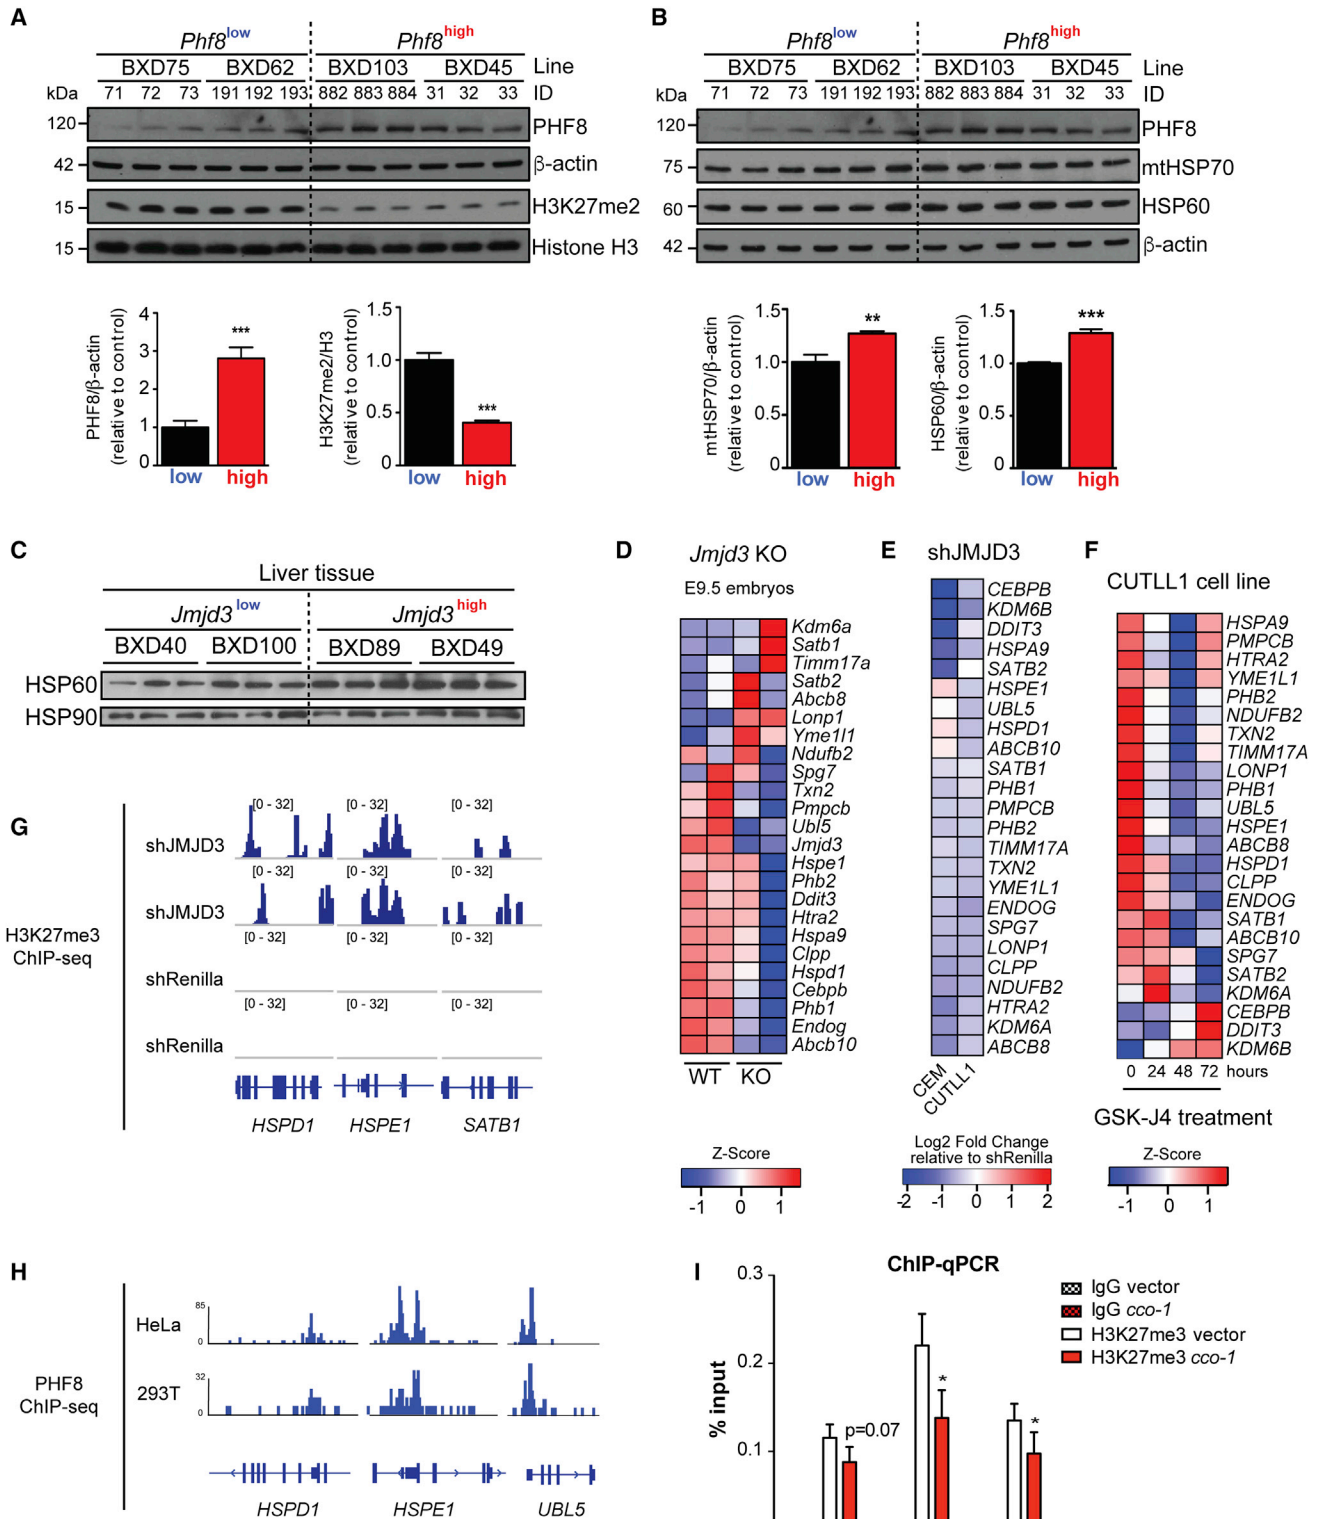 A
Phf8low
Phf8high
BXD75
BXD62
BXD103
BXD45
Line
kDa
71
72
73
191
192
193
882
883
884
31
32
33
ID
120
PHF8
42
β-actin
15
H3K27me2
15
Histone H3
PHF8/β-actin
(relative to control)
4
3
2
1
0
***
low
high
H3K27me2/H3
(relative to control)
1.5
1.0
0.5
0
***
low
high
B
Phf8low
Phf8high
BXD75
BXD62
BXD103
BXD45
Line
kDa
71
72
73
191
192
193
882
883
884
31
32
33
ID
120
PHF8
75
mtHSP70
60
HSP60
42
β-actin
mtHSP70/β-actin
(relative to control)
1.5
1.0
0.5
0
**
low
high
HSP60/β-actin
(relative to control)
1.5
1.0
0.5
0
***
low
high
C
Liver tissue
Jmjd3 low
Jmjd3 high
BXD40
BXD100
BXD89
BXD49
HSP60
HSP90
D
Jmjd3 KO
E9.5 embryos
Kdm6a
Satb1
Timm17a
Satb2
Abcb8
Lonp1
Yme1l1
Ndufb2
Spg7
Txn2
Pmpcb
Ubl5
Jmjd3
Hspe1
Phb2
Ddit3
Htra2
Hspa9
Clpp
Hspd1
Cebpb
Phb1
Endog
Abcb10
WT
KO
Z-Score
-1
0
1
E
shJMJD3
CEBPB
KDM6B
DDIT3
HSPA9
SATB2
HSPE1
UBL5
HSPD1
ABCB10
SATB1
PHB1
PMPCB
PHB2
TIMM17A
TXN2
YME1L1
ENDOG
SPG7
LONP1
CLPP
NDUFB2
HTRA2
KDM6A
ABCB8
CEM
CUTLL1
Log2 Fold Change
relative to shRenilla
-2
-1
0
1
2
F
CUTLL1 cell line
HSPA9
PMPCB
HTRA2
YME1L1
PHB2
NDUFB2
TXN2
TIMM17A
LONP1
PHB1
UBL5
HSPE1
ABCB8
HSPD1
CLPP
ENDOG
SATB1
ABCB10
SPG7
SATB2
KDM6A
CEBPB
DDIT3
KDM6B
0
24
48
72
hours
GSK-J4 treatment
Z-Score
-1
0
1
G
H3K27me3
ChIP-seq
shJMJD3
[0 - 32]
[0 - 32]
[0 - 32]
shJMJD3
[0 - 32]
[0 - 32]
[0 - 32]
shRenilla
[0 - 32]
[0 - 32]
[0 - 32]
shRenilla
[0 - 32]
[0 - 32]
[0 - 32]
HSPD1
HSPE1
SATB1
H
PHF8
ChIP-seq
HeLa
85
0
293T
32
0
HSPD1
HSPE1
UBL5
I
ChIP-qPCR
% input
0.3
0.2
0.1
p=0.07
*
*
IgG vector
IgG cco-1
H3K27me3 vector
H3K27me3 cco-1